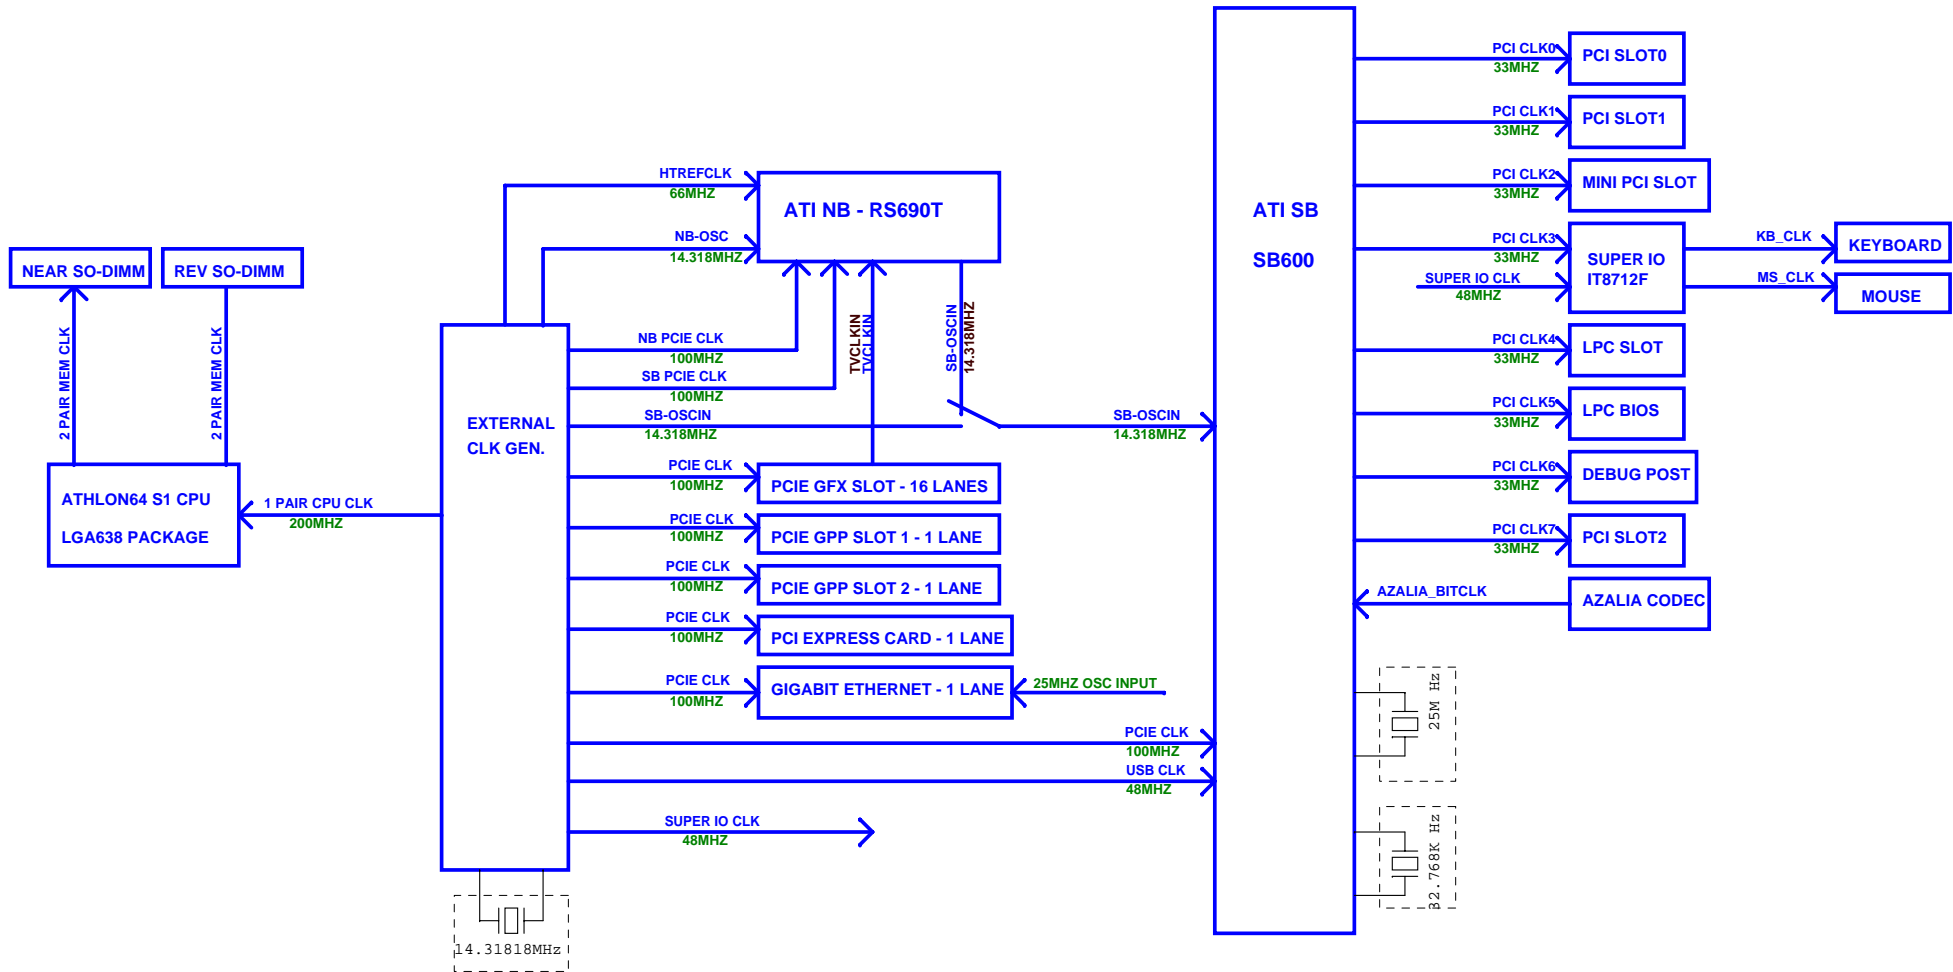 NEAR SO-DIMM
REV SO-DIMM
2 PAIR MEM CLK
2 PAIR MEM CLK
ATHLON64 S1 CPU
LGA638 PACKAGE
1 PAIR CPU CLK
200MHZ
EXTERNAL
CLK GEN.
14.31818MHz
HTREFCLK
66MHZ
NB-OSC
14.318MHZ
ATI NB - RS690T
NB PCIE CLK
100MHZ
SB PCIE CLK
100MHZ
SB-OSCIN
14.318MHZ
TVCLKIN
TVCLKIN
SB-OSCIN
14.318MHZ
SB-OSCIN
14.318MHZ
PCIE CLK
100MHZ
PCIE GFX SLOT - 16 LANES
PCIE CLK
100MHZ
PCIE GPP SLOT 1 - 1 LANE
PCIE CLK
100MHZ
PCIE GPP SLOT 2 - 1 LANE
PCIE CLK
100MHZ
PCI EXPRESS CARD - 1 LANE
PCIE CLK
100MHZ
GIGABIT ETHERNET - 1 LANE
25MHZ OSC INPUT
PCIE CLK
100MHZ
USB CLK
48MHZ
SUPER IO CLK
48MHZ
ATI SB
SB600
PCI CLK0
33MHZ
PCI SLOT0
PCI CLK1
33MHZ
PCI SLOT1
PCI CLK2
33MHZ
MINI PCI SLOT
PCI CLK3
33MHZ
SUPER IO CLK
48MHZ
SUPER IO
IT8712F
KB_CLK
KEYBOARD
MS_CLK
MOUSE
PCI CLK4
33MHZ
LPC SLOT
PCI CLK5
33MHZ
LPC BIOS
PCI CLK6
33MHZ
DEBUG POST
PCI CLK7
33MHZ
PCI SLOT2
AZALIA_BITCLK
AZALIA CODEC
25M Hz
32.768K Hz